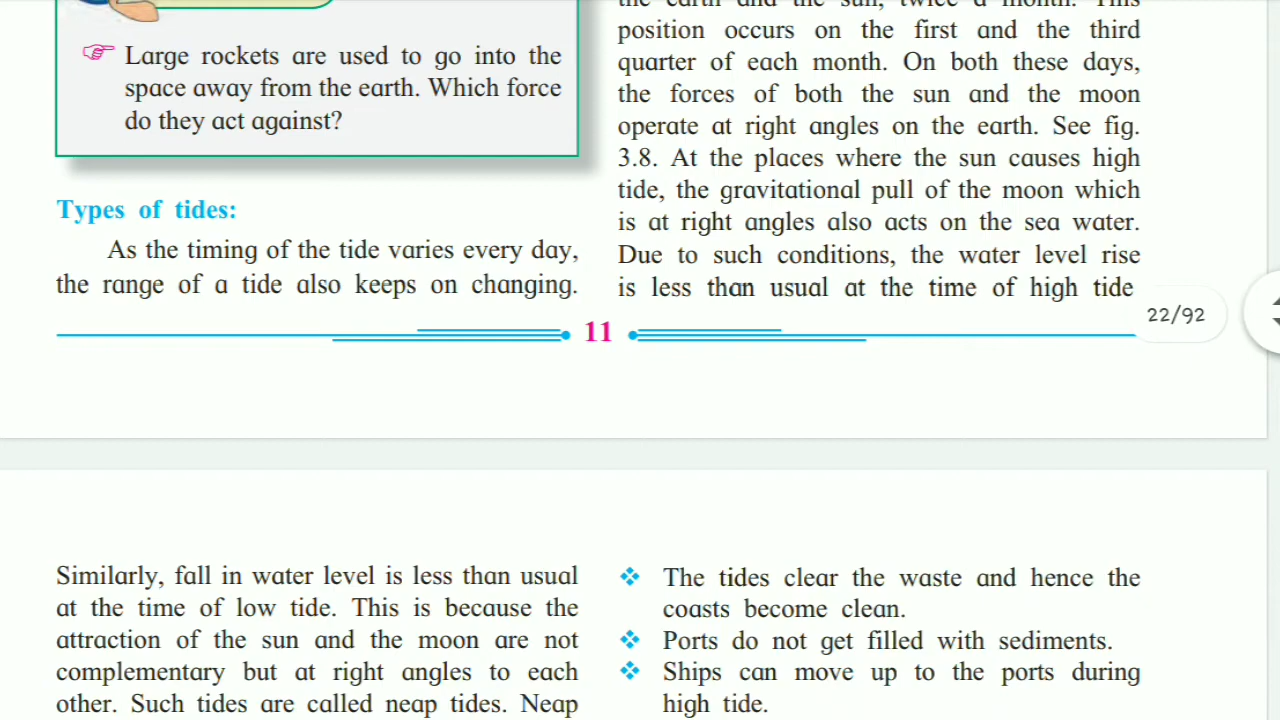 Large rockets are used to go into the
space away from the earth. Which force
do they act against?
Types of tides:
As the timing of the tide varies every day,
the range of a tide also keeps on changing.
the earth and the sun, twice a month. This
position occurs on the first and the third
quarter of each month. On both these days,
the forces of both the sun and the moon
operate at right angles on the earth. See fig.
3.8. At the places where the sun causes high
tide, the gravitational pull of the moon which
is at right angles also acts on the sea water.
Due to such conditions, the water level rise
is less than usual at the time of high tide
11
22/92
Similarly, fall in water level is less than usual
at the time of low tide. This is because the
attraction of the sun and the moon are not
complementary but at right angles to each
other. Such tides are called neap tides. Neap
The tides clear the waste and hence the
coasts become clean.
Ports do not get filled with sediments.
Ships can move up to the ports during
high tide.